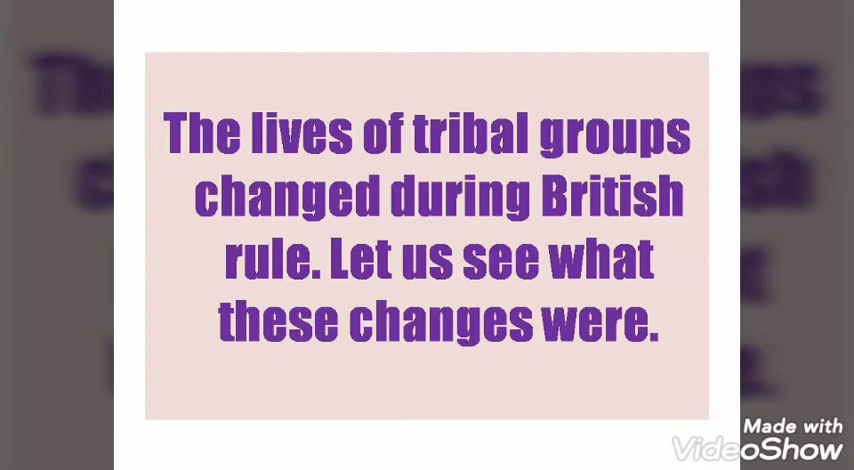 The lives of tribal groups
changed during British
rule. Let us see what
these changes were.
Made with
VideoShow